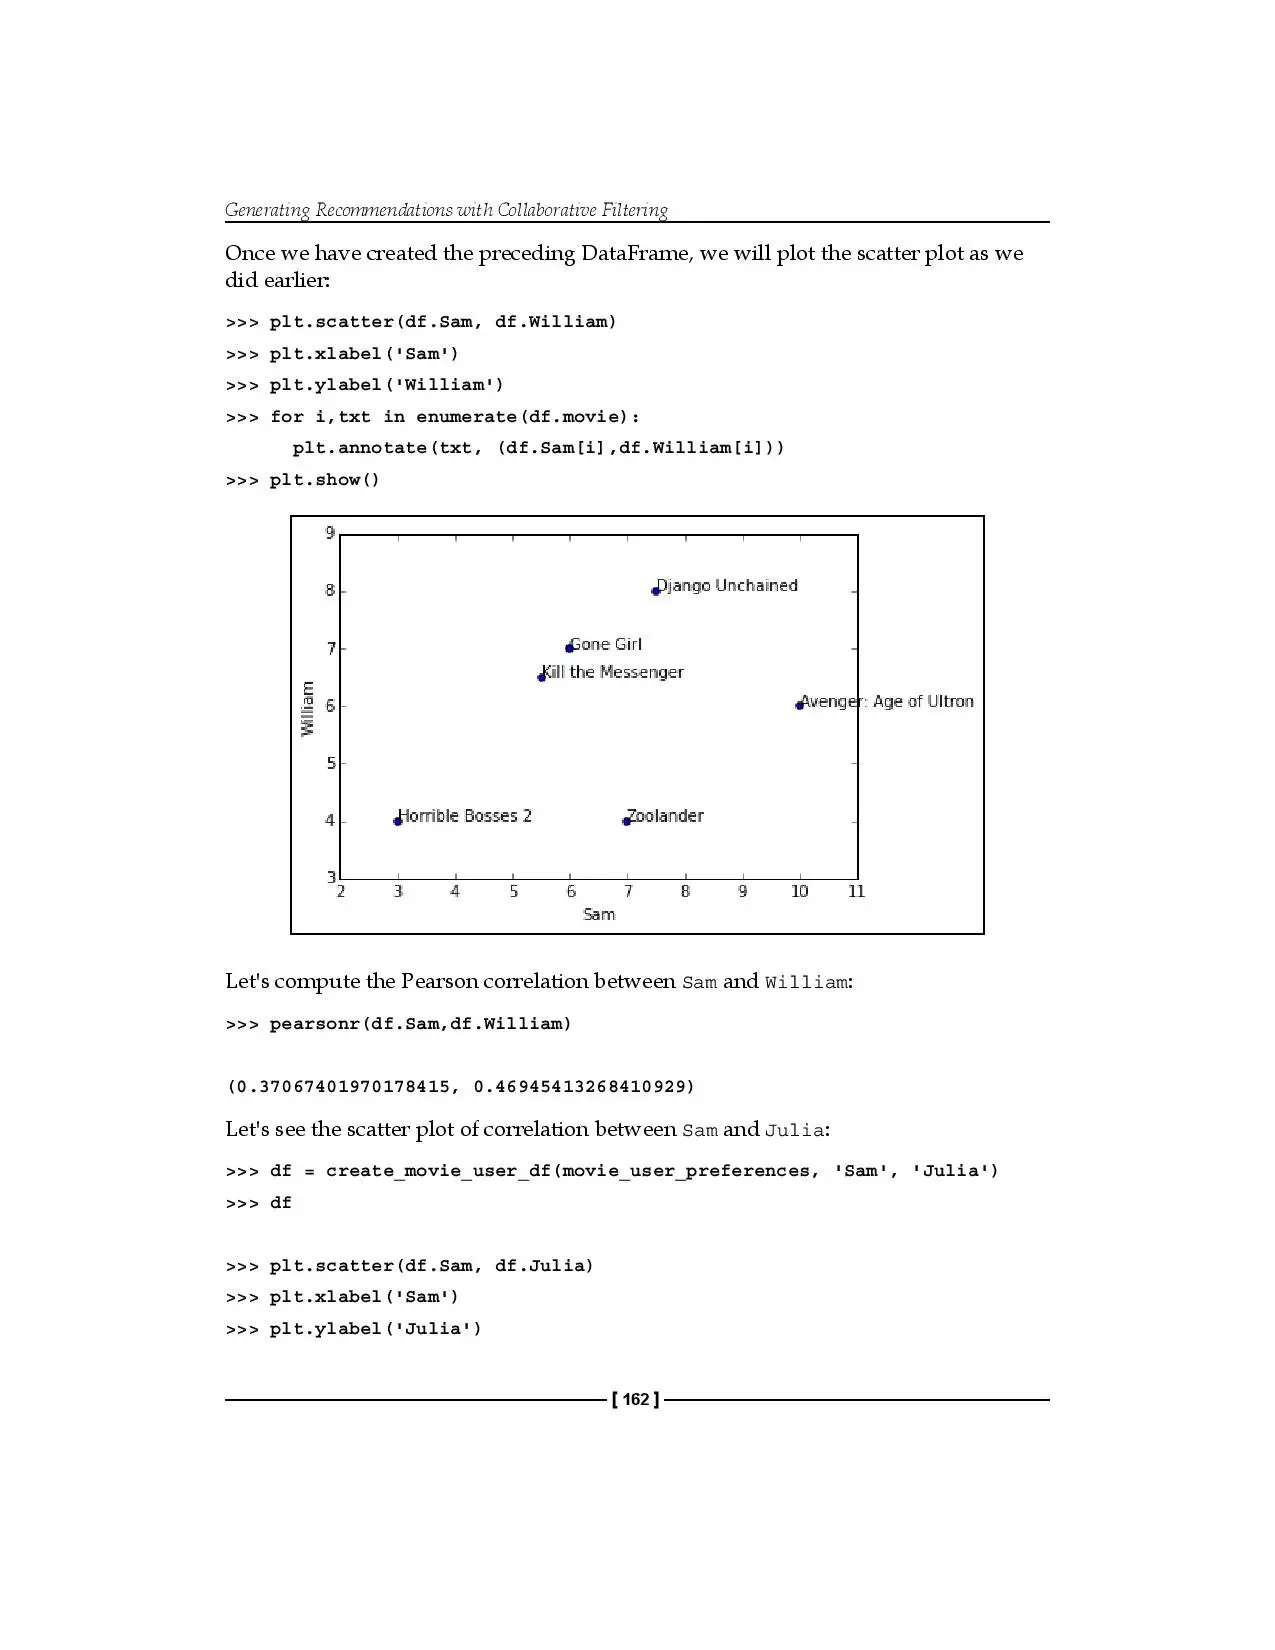 Generating Recommendations with Collaborative Filtering
Once we have created the preceding DataFrame, we will plot the scatter plot as we
did earlier:
>>> plt.scatter(df.Sam, df.William)
>>> plt.xlabel('Sam')
>>> plt.ylabel('William')
>>> for i,txt in enumerate(df.movie):
plt.annotate(txt, (df.Sam[i],df.William[i]))
>>> plt.show()
9
8
7
6
5
4
3
William
Django Unchained
Gone Girl
Kill the Messenger
Avenger: Age of Ultron
Horrible Bosses 2
Zoolander
2 3 4 5 6 7 8 9 10 11
Sam
Let's compute the Pearson correlation between Sam and William:
>>> pearsonr(df.Sam,df.William)
(0.37067401970178415, 0.46945413268410929)
Let's see the scatter plot of correlation between Sam and Julia:
>>> df = create_movie_user_df(movie_user_preferences, 'Sam', 'Julia')
>>> df
>>> plt.scatter(df.Sam, df.Julia)
>>> plt.xlabel('Sam')
>>> plt.ylabel('Julia')
[ 162 ]